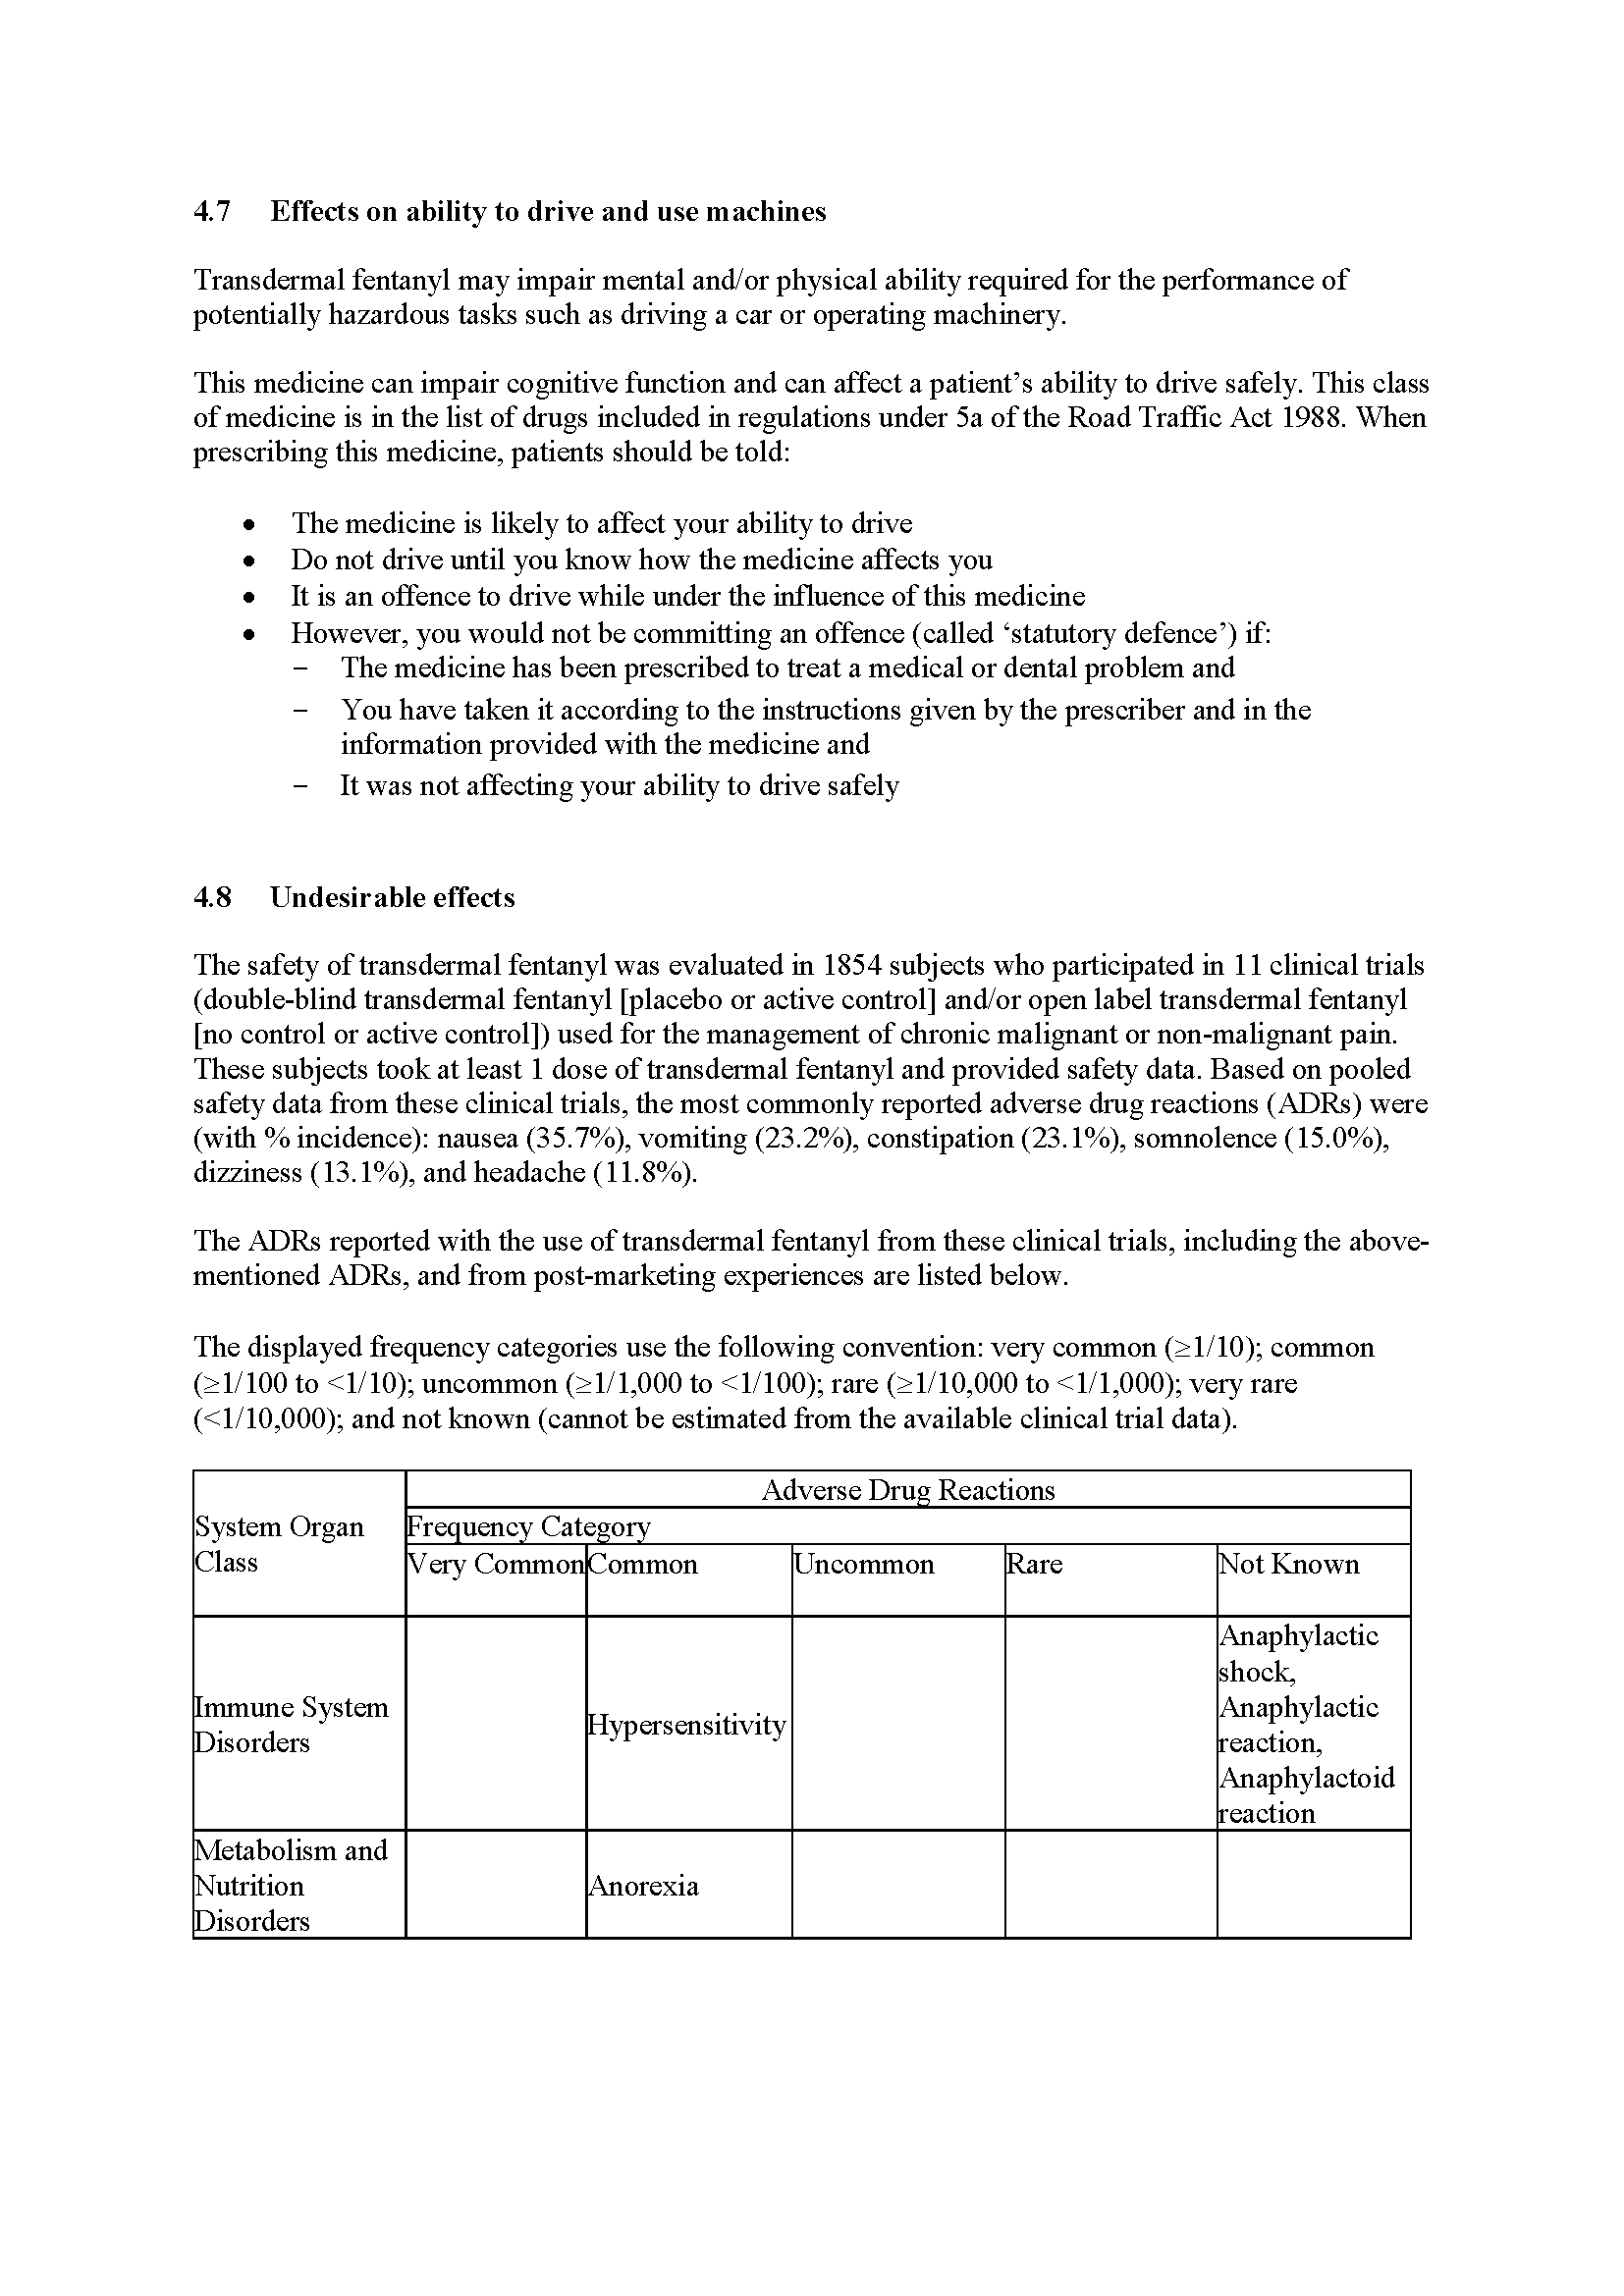 4.7 Effects on ability to drive and use machines
Transdermal fentanyl may impair mental and/or physical ability required for the performance of
potentially hazardous tasks such as driving a car or operating machinery.
This medicine can impair cognitive function and can affect a patient’s ability to drive safely. This class
of medicine is in the list of drugs included in regulations under 5a of the Road Traffic Act 1988. When
prescribing this medicine, patients should be told:
• The medicine is likely to affect your ability to drive
• Do not drive until you know how the medicine affects you
• It is an offence to drive while under the influence of this medicine
• However, you would not be committing an offence (called ‘statutory defence’) if:
− The medicine has been prescribed to treat a medical or dental problem and
− You have taken it according to the instructions given by the prescriber and in the
information provided with the medicine and
− It was not affecting your ability to drive safely
4.8 Undesirable effects
The safety of transdermal fentanyl was evaluated in 1854 subjects who participated in 11 clinical trials
(double-blind transdermal fentanyl [placebo or active control] and/or open label transdermal fentanyl
[no control or active control]) used for the management of chronic malignant or non-malignant pain.
These subjects took at least 1 dose of transdermal fentanyl and provided safety data. Based on pooled
safety data from these clinical trials, the most commonly reported adverse drug reactions (ADRs) were
(with % incidence): nausea (35.7%), vomiting (23.2%), constipation (23.1%), somnolence (15.0%),
dizziness (13.1%), and headache (11.8%).
The ADRs reported with the use of transdermal fentanyl from these clinical trials, including the above-
mentioned ADRs, and from post-marketing experiences are listed below.
The displayed frequency categories use the following convention: very common (≥1/10); common
(≥1/100 to <1/10); uncommon (≥1/1,000 to <1/100); rare (≥1/10,000 to <1/1,000); very rare
(<1/10,000); and not known (cannot be estimated from the available clinical trial data).
System Organ
Class
Adverse Drug Reactions
Frequency Category
Very Common Common Uncommon Rare Not Known
Immune System
Disorders
Hypersensitivity
Anaphylactic
shock,
Anaphylactic
reaction,
Anaphylactoid
reaction
Metabolism and
Nutrition
Disorders
Anorexia